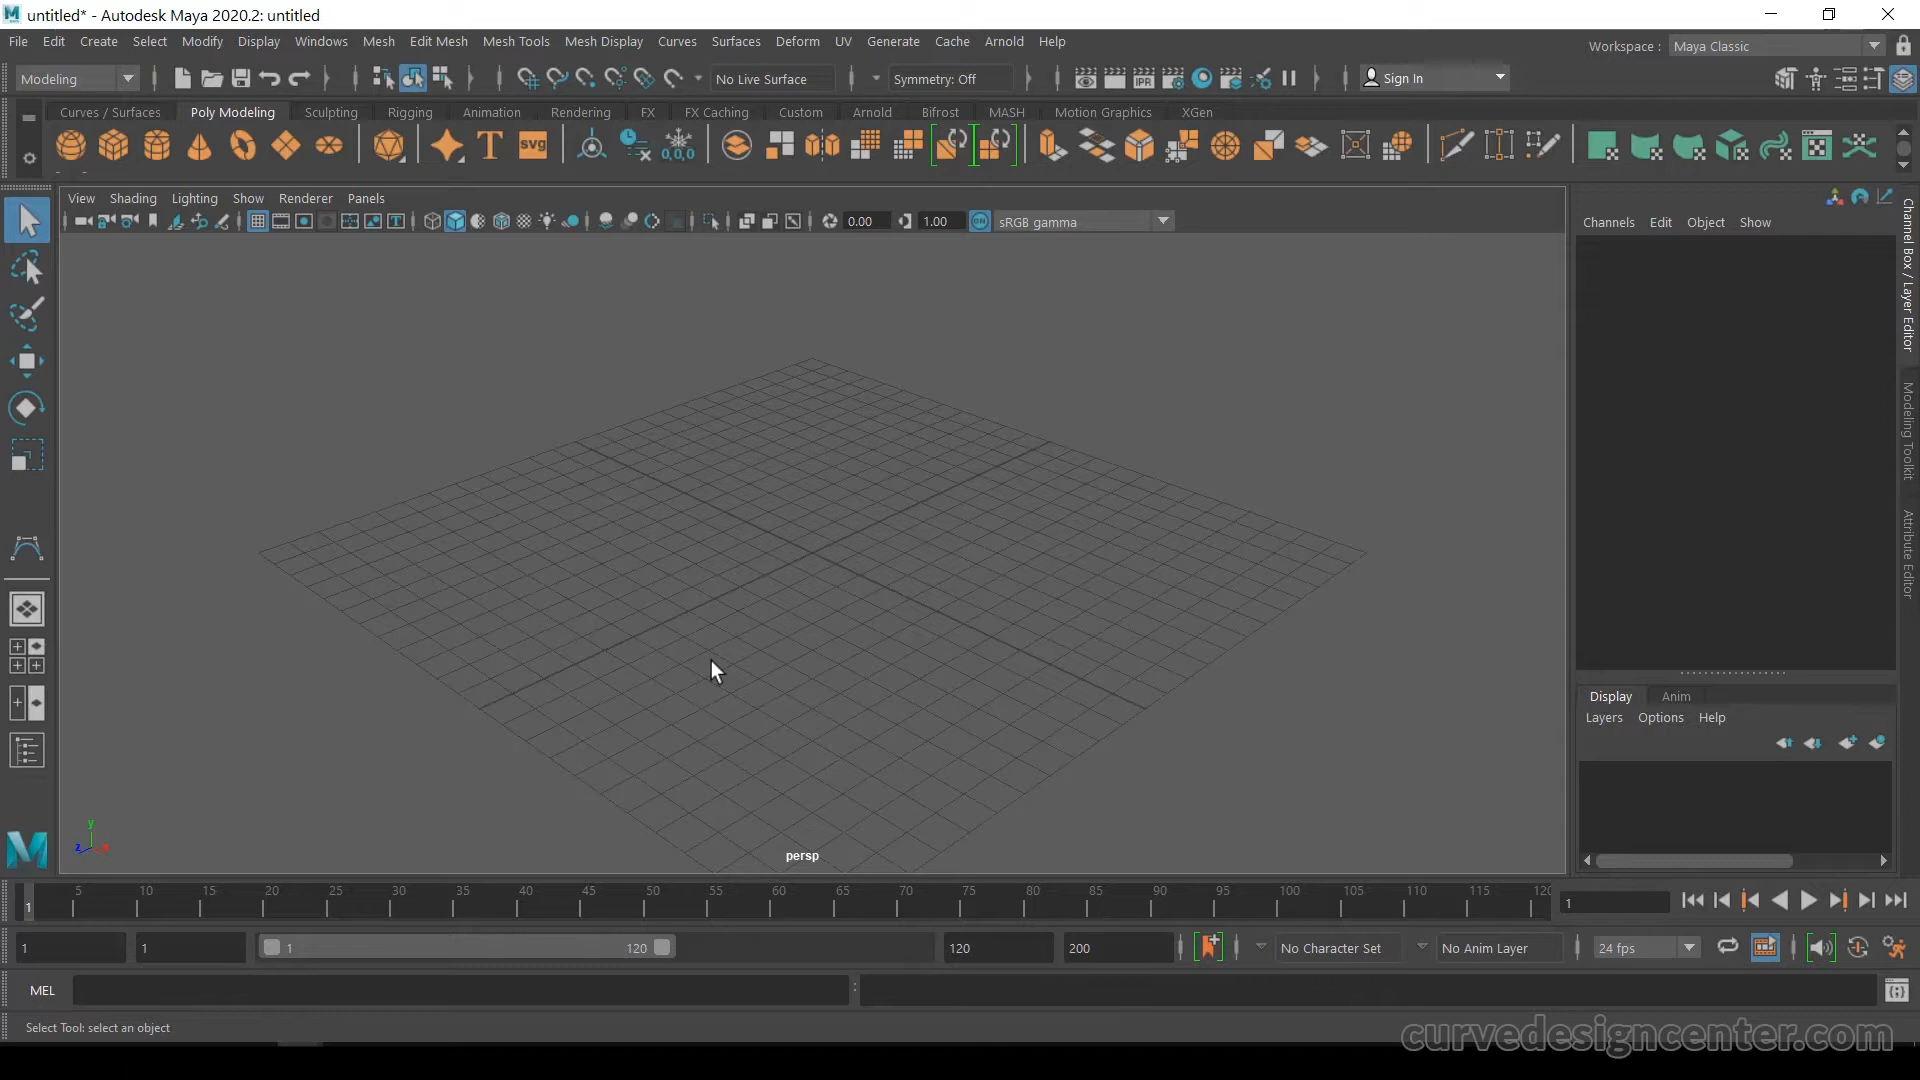 untitled* - Autodesk Maya 2020.2: untitled
File Edit Create Select Modify Display Windows Mesh Edit Mesh Mesh Tools Mesh Display Curves Surfaces Deform UV Generate Cache Arnold Help
Workspace : Maya Classic
Modeling No Live Surface Symmetry: Off IPR Sign In
Curves / Surfaces Poly Modeling Sculpting Rigging Animation Rendering FX FX Caching Custom Arnold Bifrost MASH Motion Graphics XGen
T SVG 0,0,0
View Shading Lighting Show Renderer Panels
0.00 1.00 ON sRGB gamma
Channels Edit Object Show
Channel Box / Layer Editor
Modeling Toolkit
Attribute Editor
Display Anim
Layers Options Help
y
z x
persp
5 10 15 20 25 30 35 40 45 50 55 60 65 70 75 80 85 90 95 100 105 110 115 120
1 1
1 1 1 120 120 200 No Character Set No Anim Layer 24 fps
MEL
Select Tool: select an object
curvedesigncenter.com